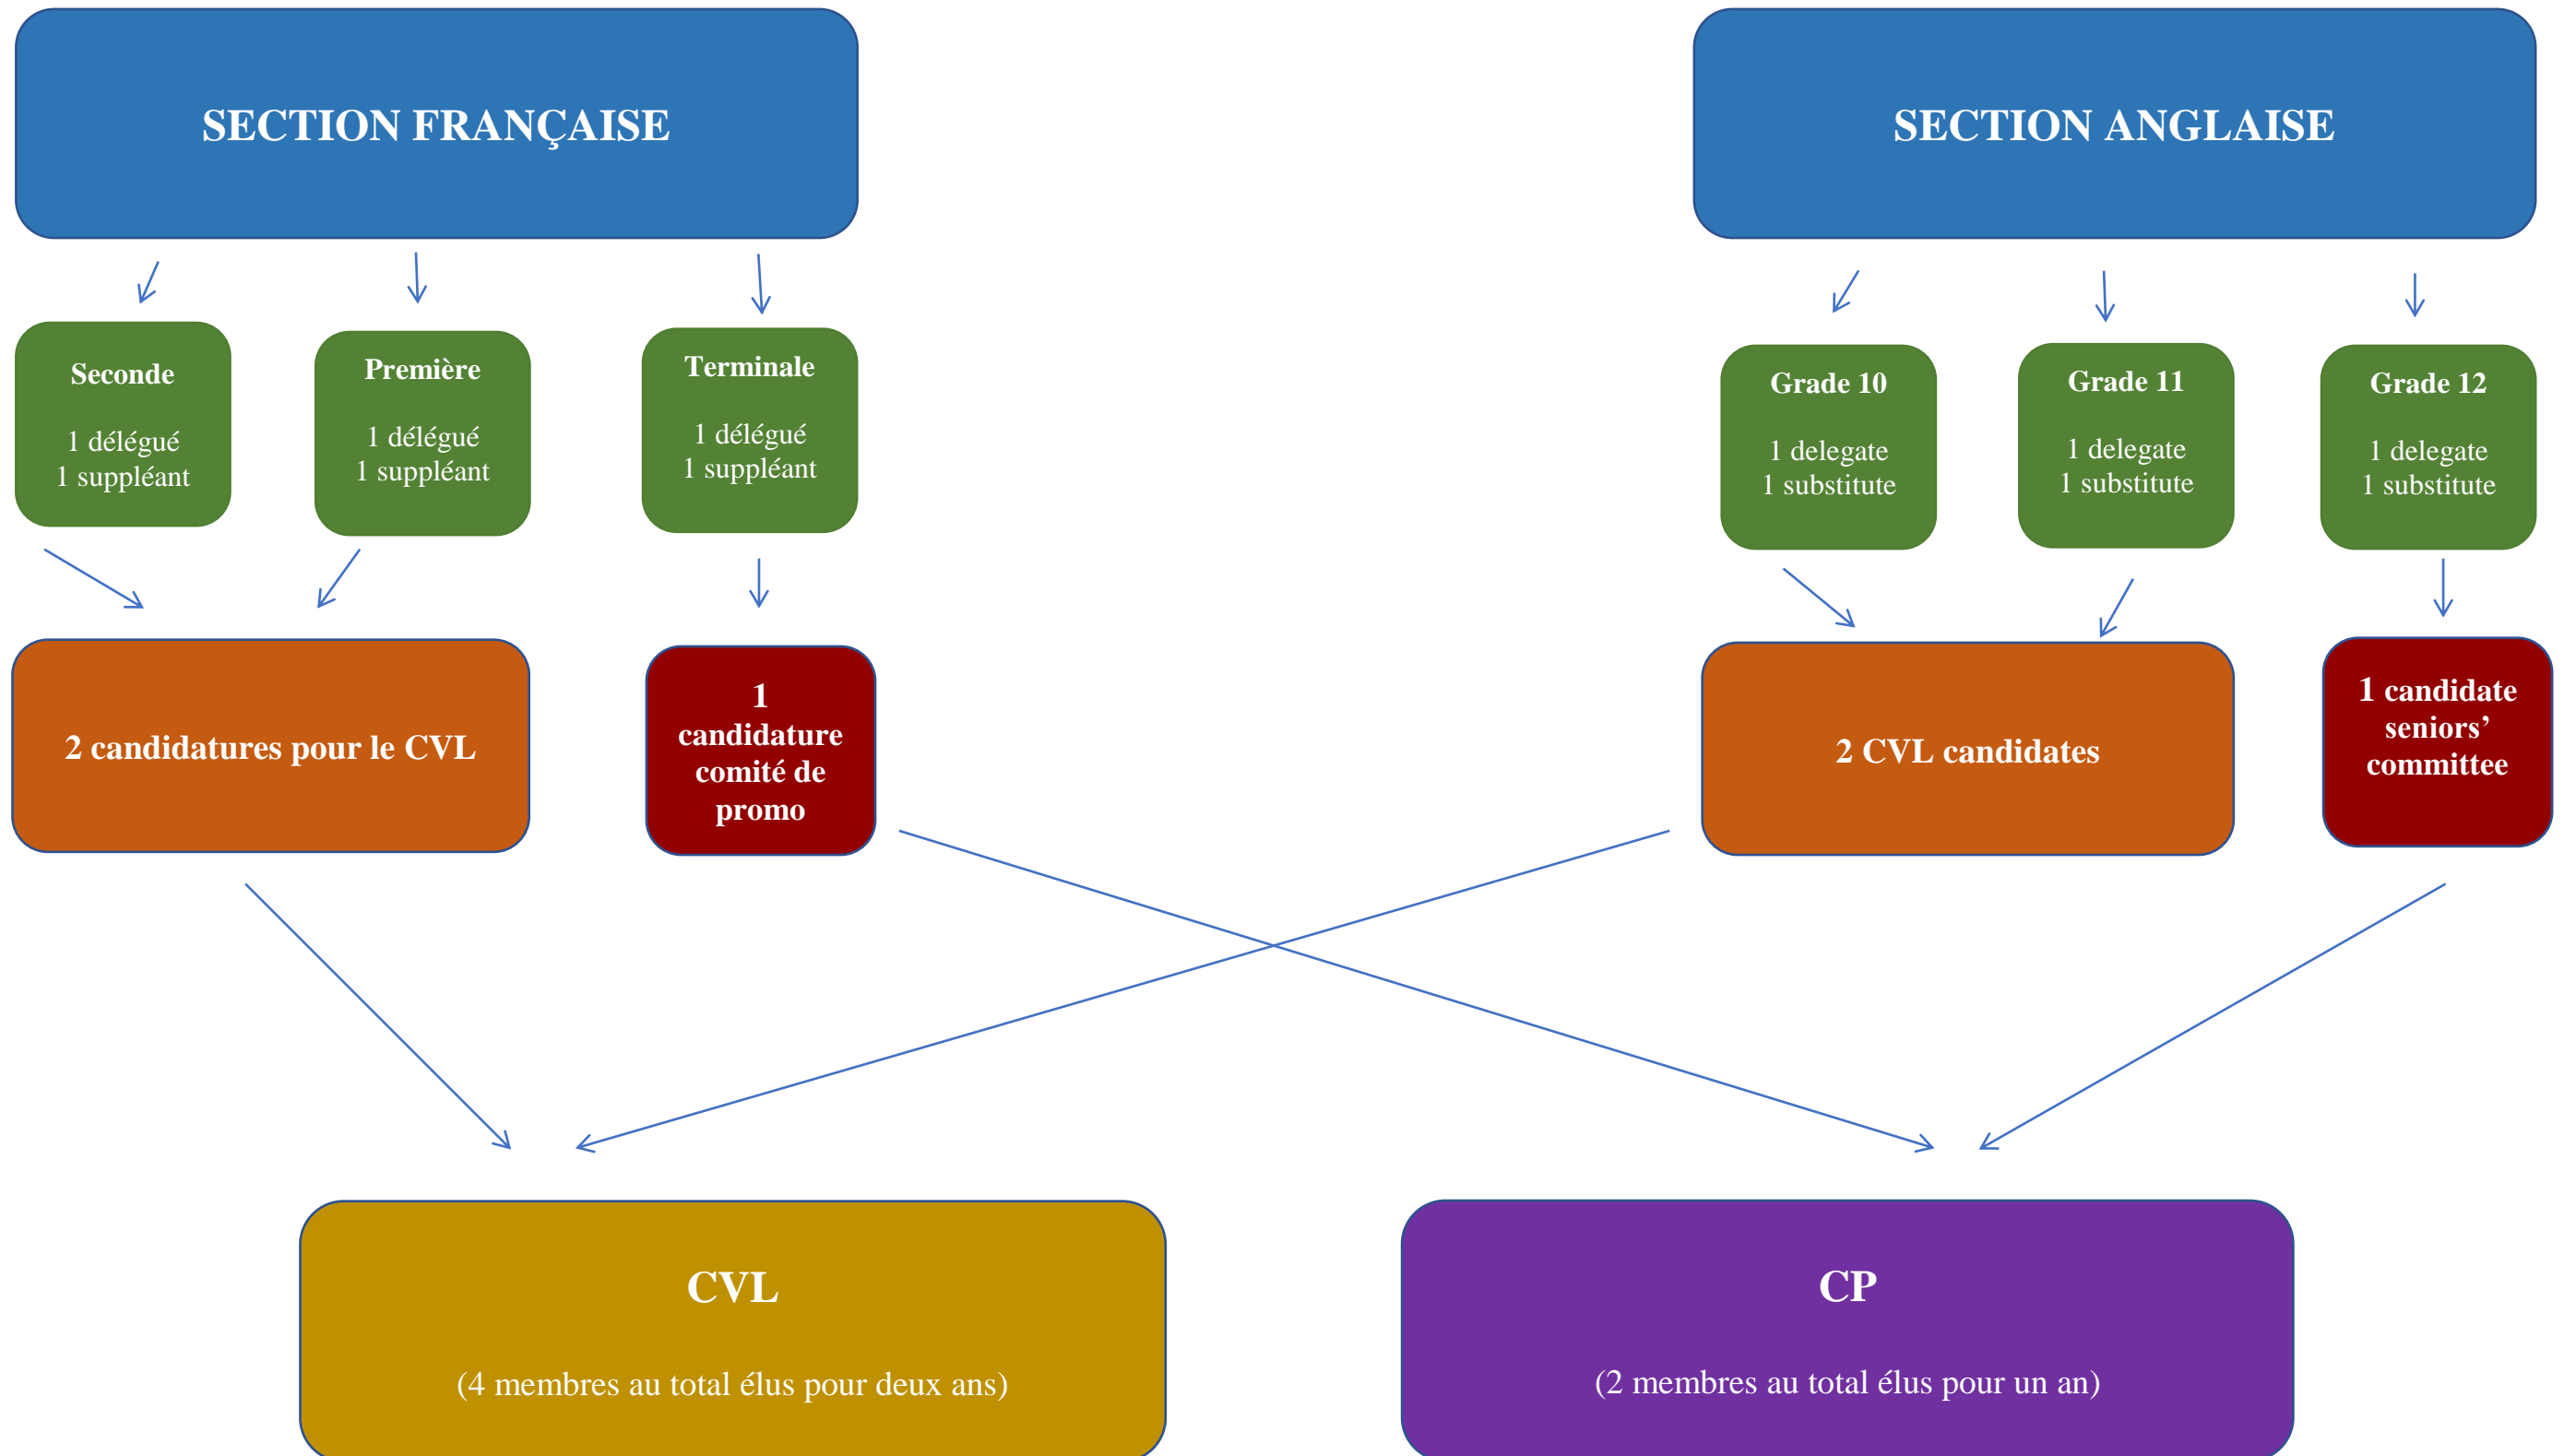 SECTION FRANÇAISE
SECTION ANGLAISE
Seconde
1 délégué
1 suppléant
Première
1 délégué
1 suppléant
Terminale
1 délégué
1 suppléant
Grade 10
1 delegate
1 substitute
Grade 11
1 delegate
1 substitute
Grade 12
1 delegate
1 substitute
2 candidatures pour le CVL
1
candidature
comité de
promo
2 CVL candidates
1 candidate
seniors’
committee
CVL
(4 membres au total élus pour deux ans)
CP
(2 membres au total élus pour un an)